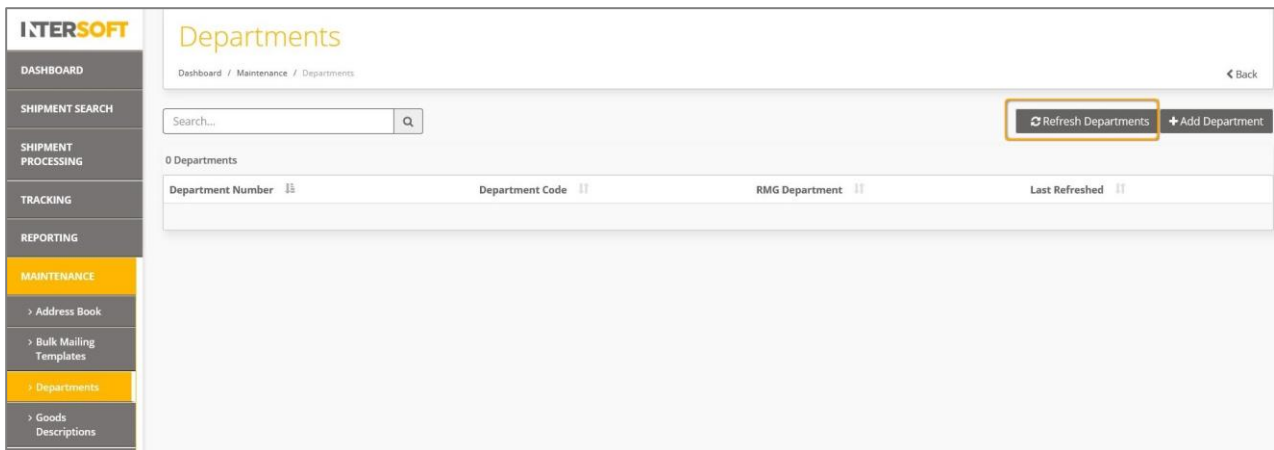 INTERSOFT
DASHBOARD
SHIPMENT SEARCH
SHIPMENT
PROCESSING
TRACKING
REPORTING
MAINTENANCE
> Address Book
> Bulk Mailing
Templates
> Departments
> Goods
Descriptions
Departments
Dashboard / Maintenance / Departments
Back
Search...
Refresh Departments
+ Add Department
0 Departments
Department Number
Department Code
RMG Department
Last Refreshed